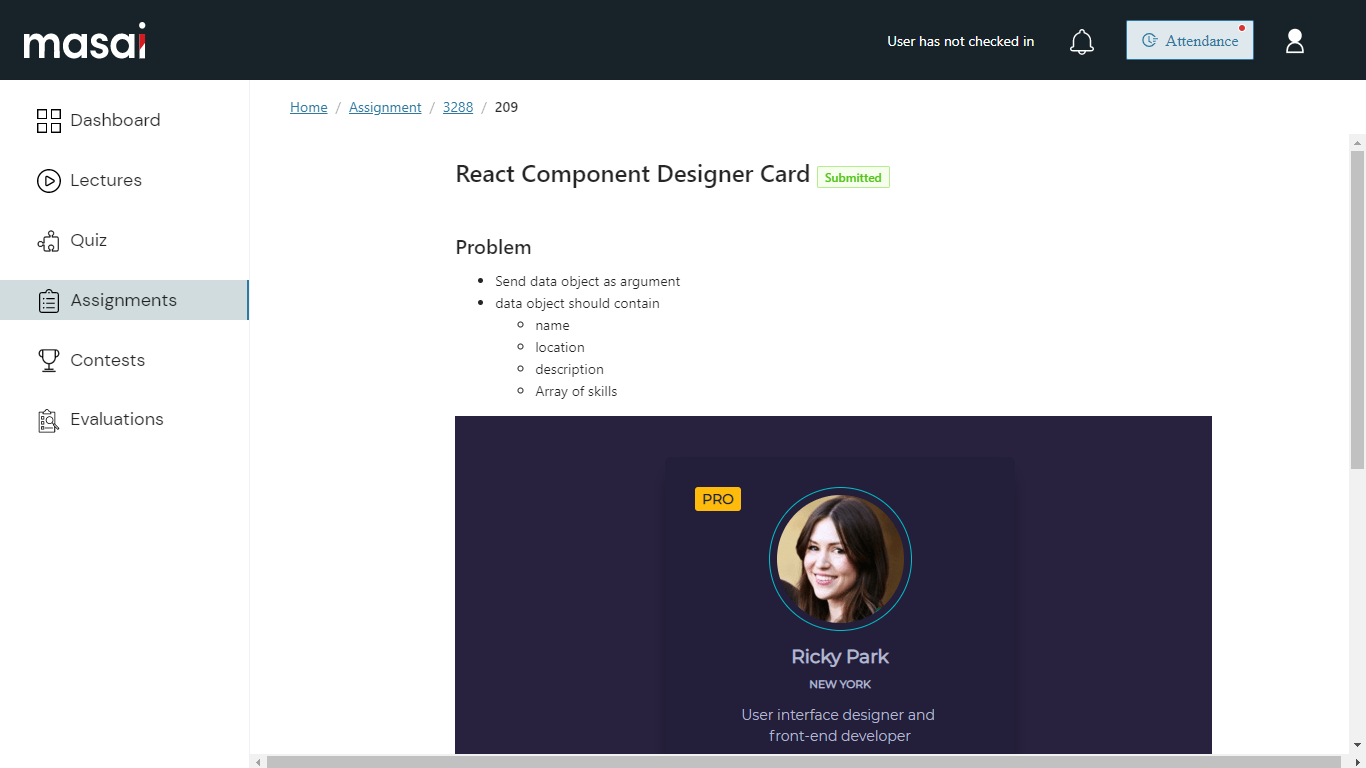 masai
User has not checked in
Attendance
Dashboard
Lectures
Quiz
Assignments
Contests
Evaluations
Home / Assignment / 3288 / 209
React Component Designer Card Submitted
Problem
Send data object as argument
data object should contain
name
location
description
Array of skills
PRO
Ricky Park
NEW YORK
User interface designer and
front-end developer